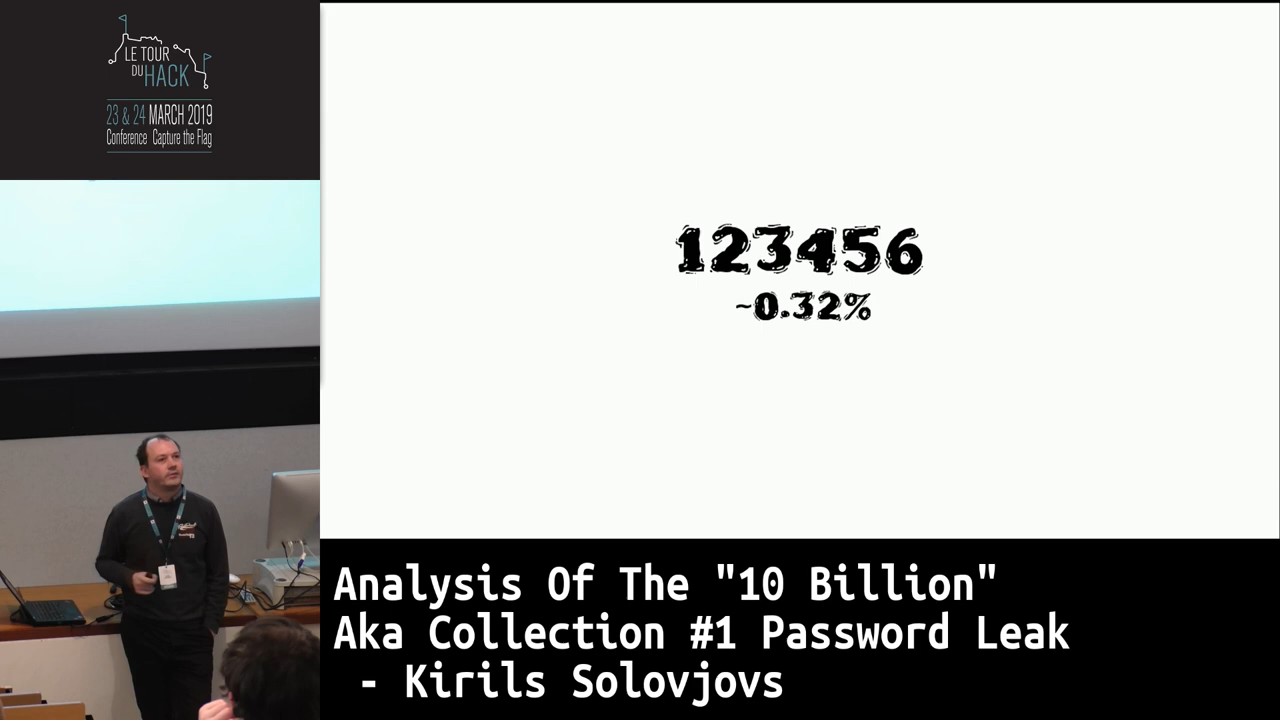 LE TOUR
DU HACK
23 & 24 MARCH 2019
Conference Capture the Flag
123456
~0.32%
Analysis Of The "10 Billion"
Aka Collection #1 Password Leak
- Kirils Solovjovs